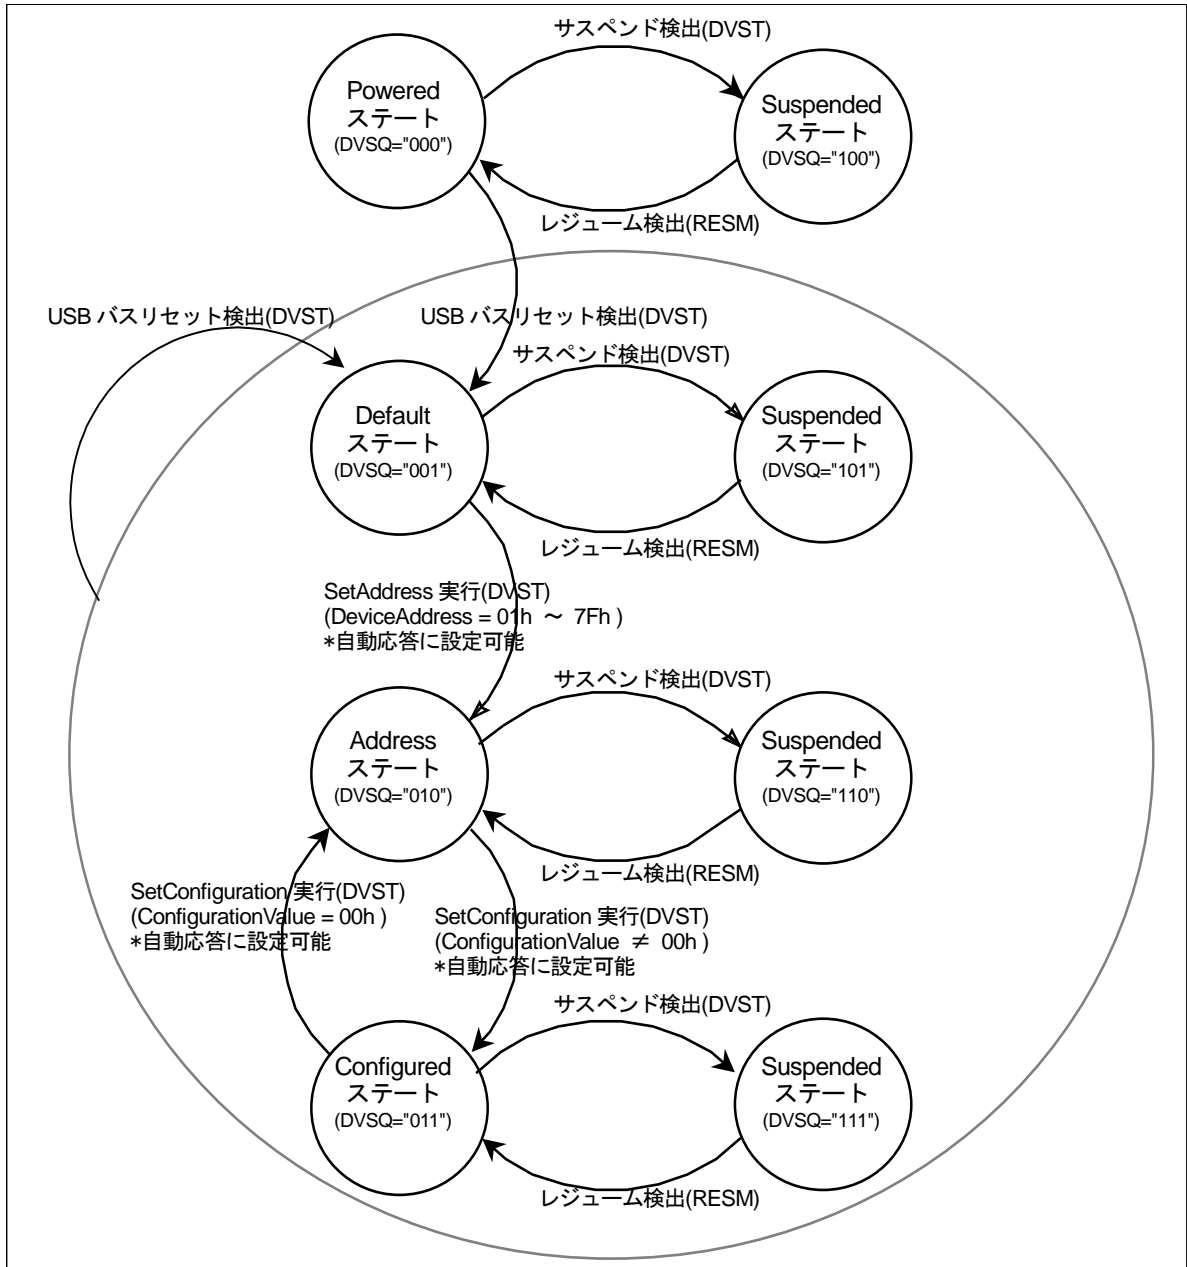 サスペンド検出(DVST)
Powered
ステート
(DVSQ="000")
Suspended
ステート
(DVSQ="100")
レジューム検出(RESM)
USB バスリセット検出(DVST)
USB バスリセット検出(DVST)
サスペンド検出(DVST)
Default
ステート
(DVSQ="001")
Suspended
ステート
(DVSQ="101")
レジューム検出(RESM)
SetAddress 実行(DVST)
(DeviceAddress = 01h ～ 7Fh )
*自動応答に設定可能
サスペンド検出(DVST)
Address
ステート
(DVSQ="010")
Suspended
ステート
(DVSQ="110")
レジューム検出(RESM)
SetConfiguration 実行(DVST)
(ConfigurationValue = 00h )
*自動応答に設定可能
SetConfiguration 実行(DVST)
(ConfigurationValue ≠ 00h )
*自動応答に設定可能
サスペンド検出(DVST)
Configured
ステート
(DVSQ="011")
Suspended
ステート
(DVSQ="111")
レジューム検出(RESM)